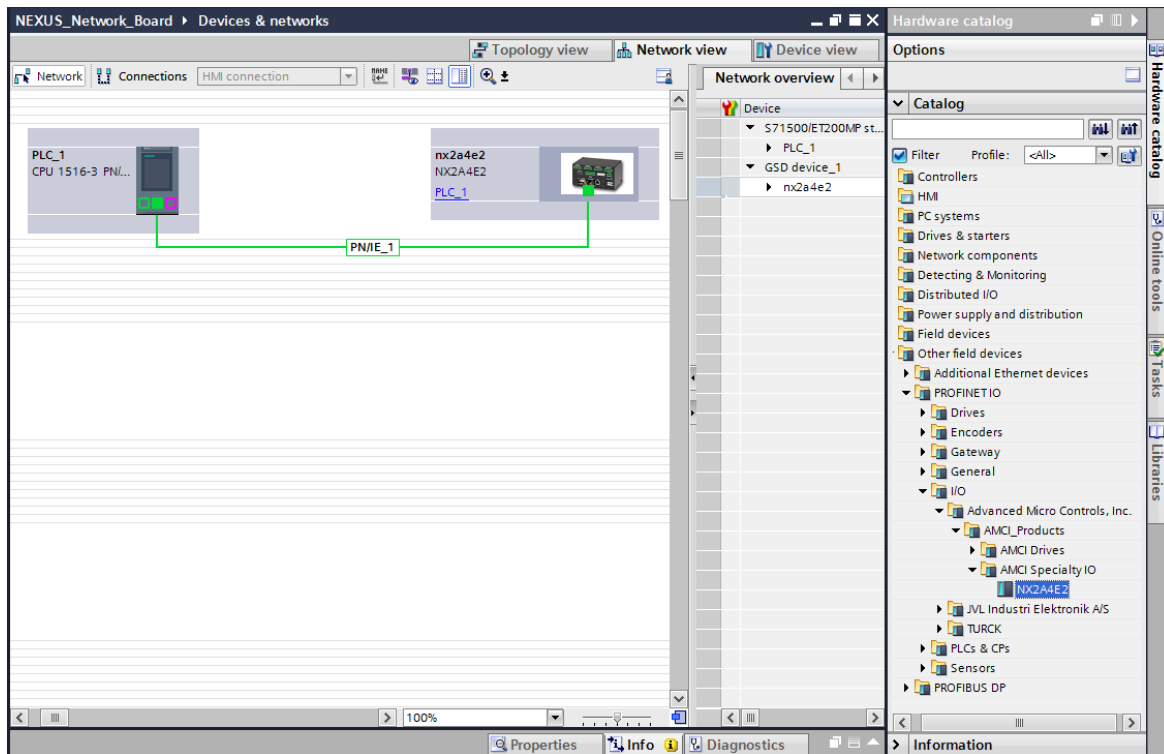 NEXUS_Network_Board ▸ Devices & networks
Topology view
Network view
Device view
Network
Connections
HMI connection
Network overview
Device
S71500/ET200MP st...
PLC_1
GSD device_1
nx2a4e2
PLC_1
CPU 1516-3 PN/...
nx2a4e2
NX2A4E2
PLC_1
PN/IE_1
100%
Properties
Info
Diagnostics
Hardware catalog
Options
Catalog
Filter
Profile:
<All>
Controllers
HMI
PC systems
Drives & starters
Network components
Detecting & Monitoring
Distributed I/O
Power supply and distribution
Field devices
Other field devices
Additional Ethernet devices
PROFINET IO
Drives
Encoders
Gateway
General
I/O
Advanced Micro Controls, Inc.
AMCI_Products
AMCI Drives
AMCI Specialty IO
NX2A4E2
JVL Industri Elektronik A/S
TURCK
PLCs & CPs
Sensors
PROFIBUS DP
Information
Hardware catalog
Online tools
Tasks
Libraries